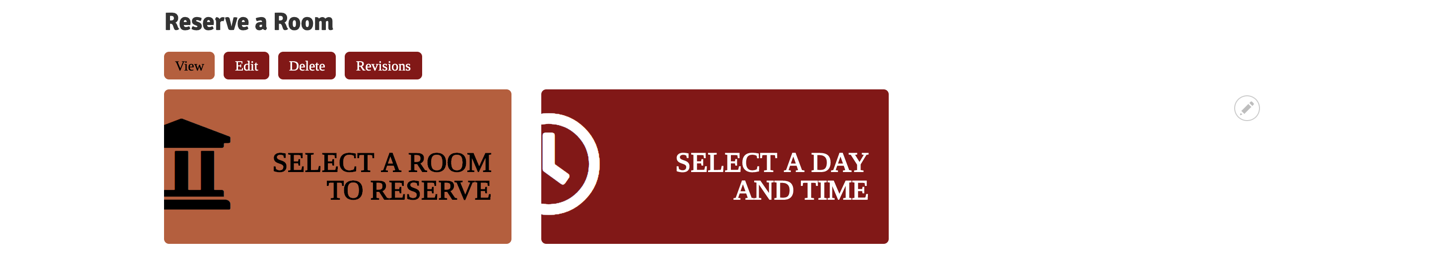 Reserve a Room
View Edit Delete Revisions
SELECT A ROOM
TO RESERVE
SELECT A DAY
AND TIME